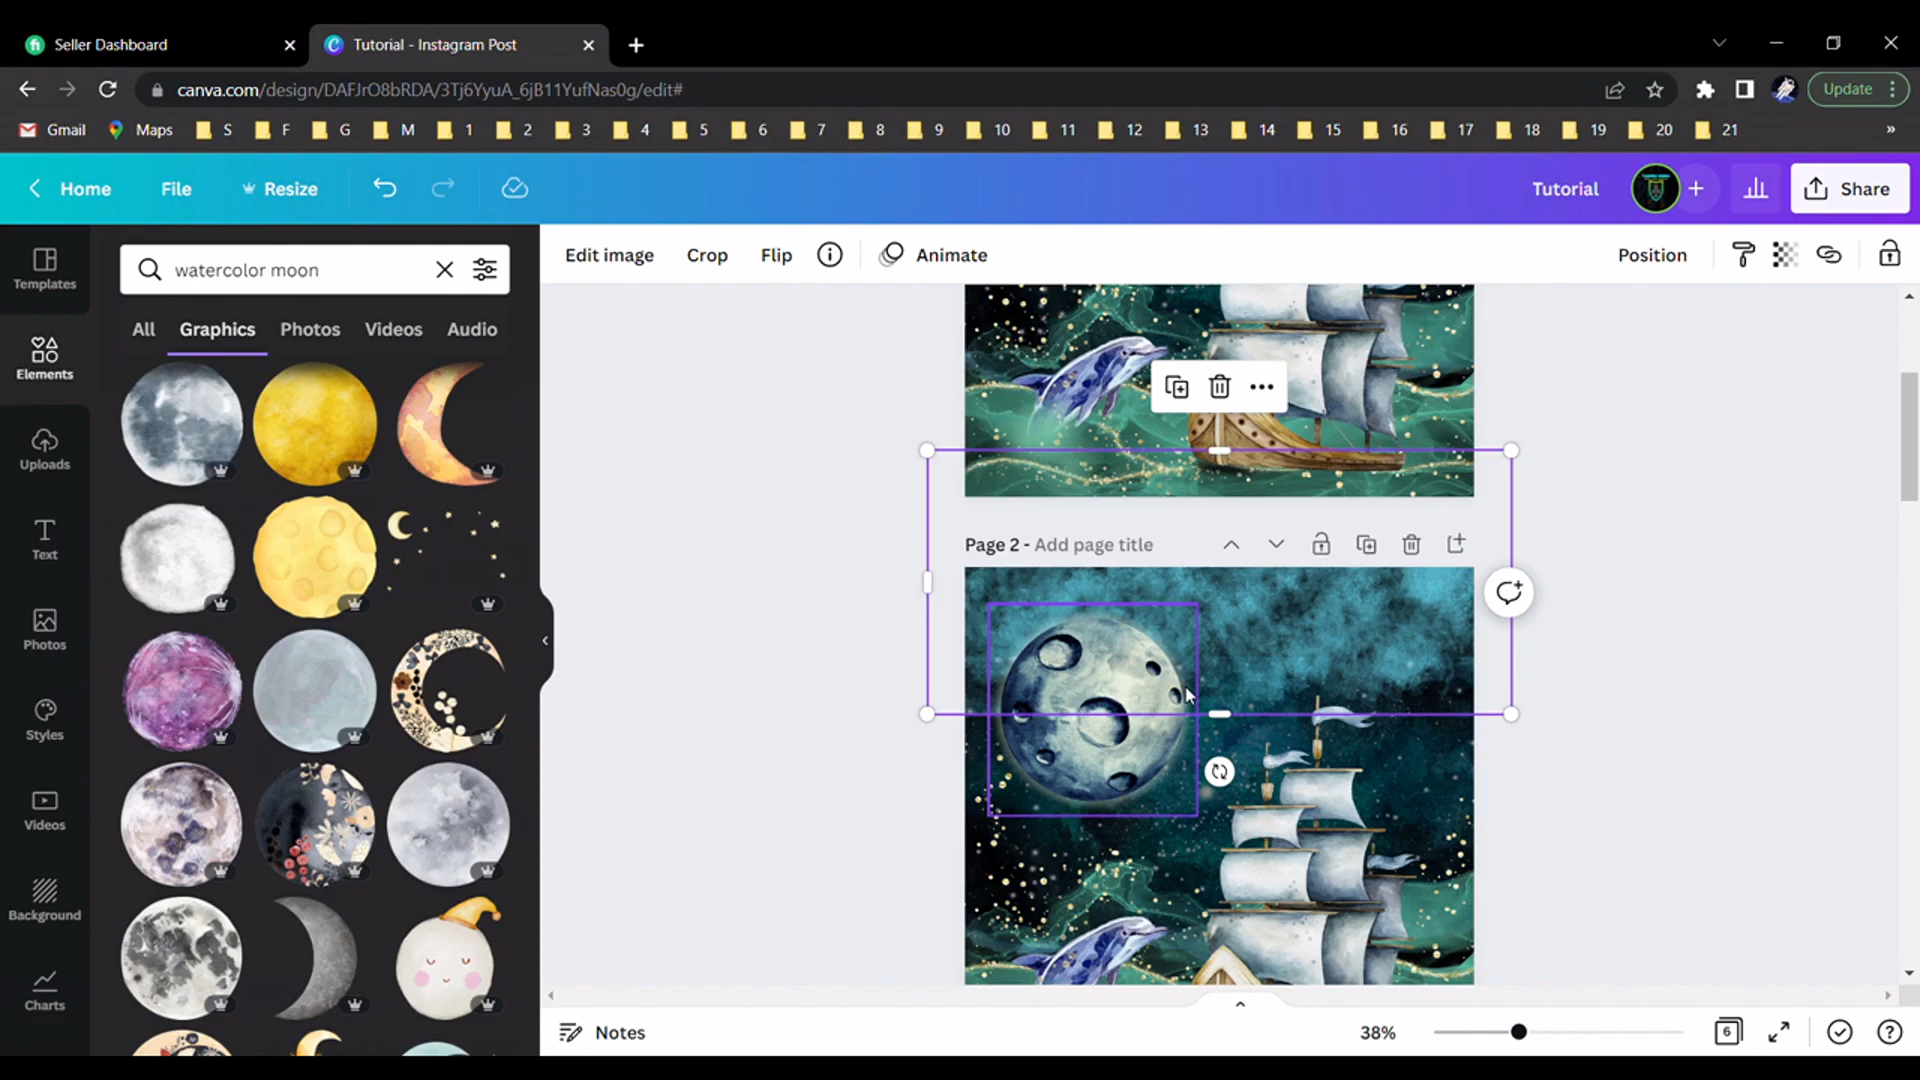 Seller Dashboard
Tutorial - Instagram Post
canva.com/design/DAFJrO8bRDA/3Tj6YyuA_6jB11YufNas0g/edit#
Update
Gmail Maps S F G M 1 2 3 4 5 6 7 8 9 10 11 12 13 14 15 16 17 18 19 20 21 »
Home File Resize Tutorial Share
Templates
Elements
Uploads
Text
Photos
Styles
Videos
Background
Charts
watercolor moon
All Graphics Photos Videos Audio
Edit image Crop Flip Animate Position
Page 2 - Add page title
Notes 38% 6